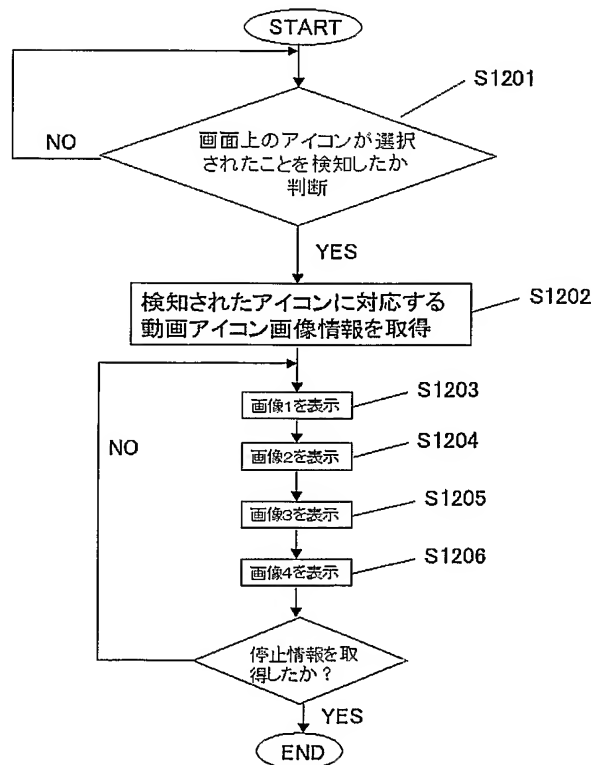 START
S1201
画面上のアイコンが選択
されたことを検知したか
判断
NO
YES
検知されたアイコンに対応する
動画アイコン画像情報を取得
S1202
画像1を表示
S1203
NO
画像2を表示
S1204
画像3を表示
S1205
画像4を表示
S1206
停止情報を取
得したか?
YES
END